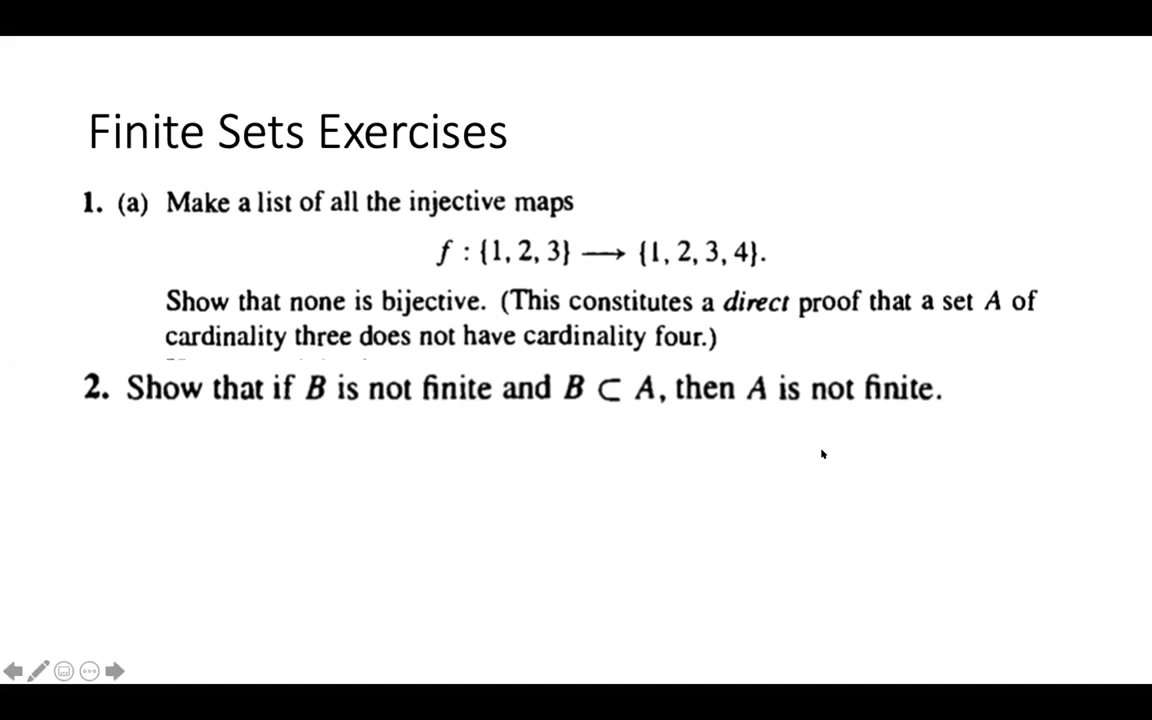 Finite Sets Exercises
1. (a) Make a list of all the injective maps
f : {1, 2, 3} ⟶ {1, 2, 3, 4}.
Show that none is bijective. (This constitutes a direct proof that a set A of
cardinality three does not have cardinality four.)
2. Show that if B is not finite and B ⊂ A, then A is not finite.